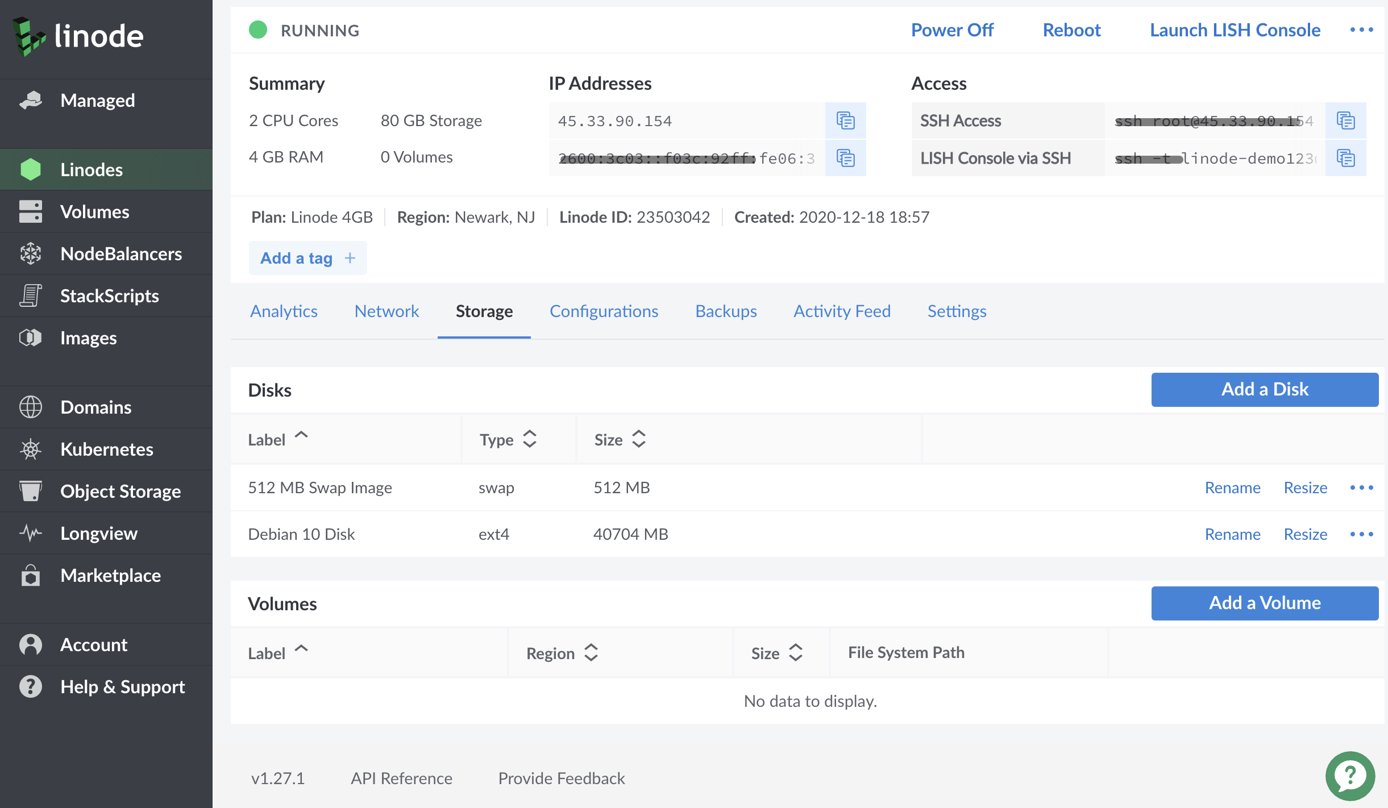 linode
RUNNING
Power Off
Reboot
Launch LISH Console
Managed
Linodes
Volumes
NodeBalancers
StackScripts
Images
Domains
Kubernetes
Object Storage
Longview
Marketplace
Account
Help & Support
Summary
2 CPU Cores
80 GB Storage
4 GB RAM
0 Volumes
IP Addresses
45.33.90.154
2600:3c03::f03c:92ff:fe06:3
Access
SSH Access
ssh root@45.33.90.154
LISH Console via SSH
ssh -t linode-demo123
Plan: Linode 4GB
Region: Newark, NJ
Linode ID: 23503042
Created: 2020-12-18 18:57
Add a tag +
Analytics
Network
Storage
Configurations
Backups
Activity Feed
Settings
Disks
Add a Disk
Label
Type
Size
512 MB Swap Image
swap
512 MB
Rename
Resize
Debian 10 Disk
ext4
40704 MB
Rename
Resize
Volumes
Add a Volume
Label
Region
Size
File System Path
No data to display.
v1.27.1
API Reference
Provide Feedback